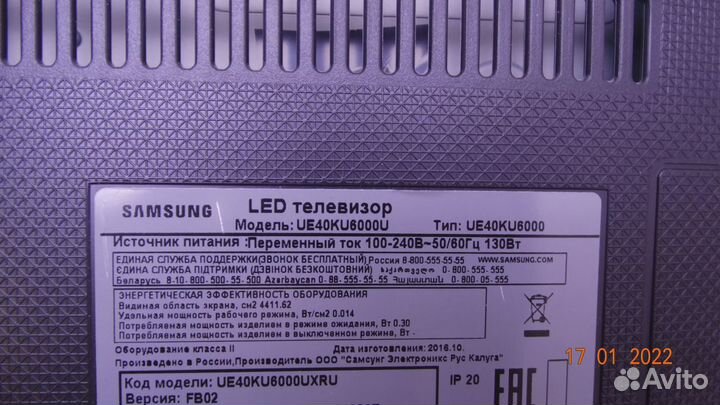 SAMSUNG
LED телевизор
Модель: UE40KU6000U Тип: UE40KU6000
Источник питания :Переменный ток 100-240В~50/60Гц 130Вт
ЕДИНАЯ СЛУЖБА ПОДДЕРЖКИ(ЗВОНОК БЕСПЛАТНЫЙ),Россия 8-800-555-55-55 WWW.SAMSUNG.COM
ЄДИНА СЛУЖБА ПІДТРИМКИ (ДЗВІНОК БЕЗКОШТОВНИЙ) საქართველო 0-800-555-555
Беларусь 8-10-800-500-55-500 Azərbaycan 0-88-555-55-55 Հայաստան 0-800-05-555
ЭНЕРГЕТИЧЕСКАЯ ЭФФЕКТИВНОСТЬ ОБОРУДОВАНИЯ
Видимая область экрана, см2 4411.62
Удельная мощность рабочего режима, Вт/см2 0.014
Потребляемая мощность изделием в режиме ожидания, Вт 0.30
Потребляемая мощность изделием в выключенном режиме, Вт
Оборудование класса II Дата изготовления :2016.10.
Произведено в России,Производитель ООО "Самсунг Электроникс Рус Калуга"
Код модели: UE40KU6000UXRU IP 20 EAC
Версия: FB02
17 01 2022
Avito